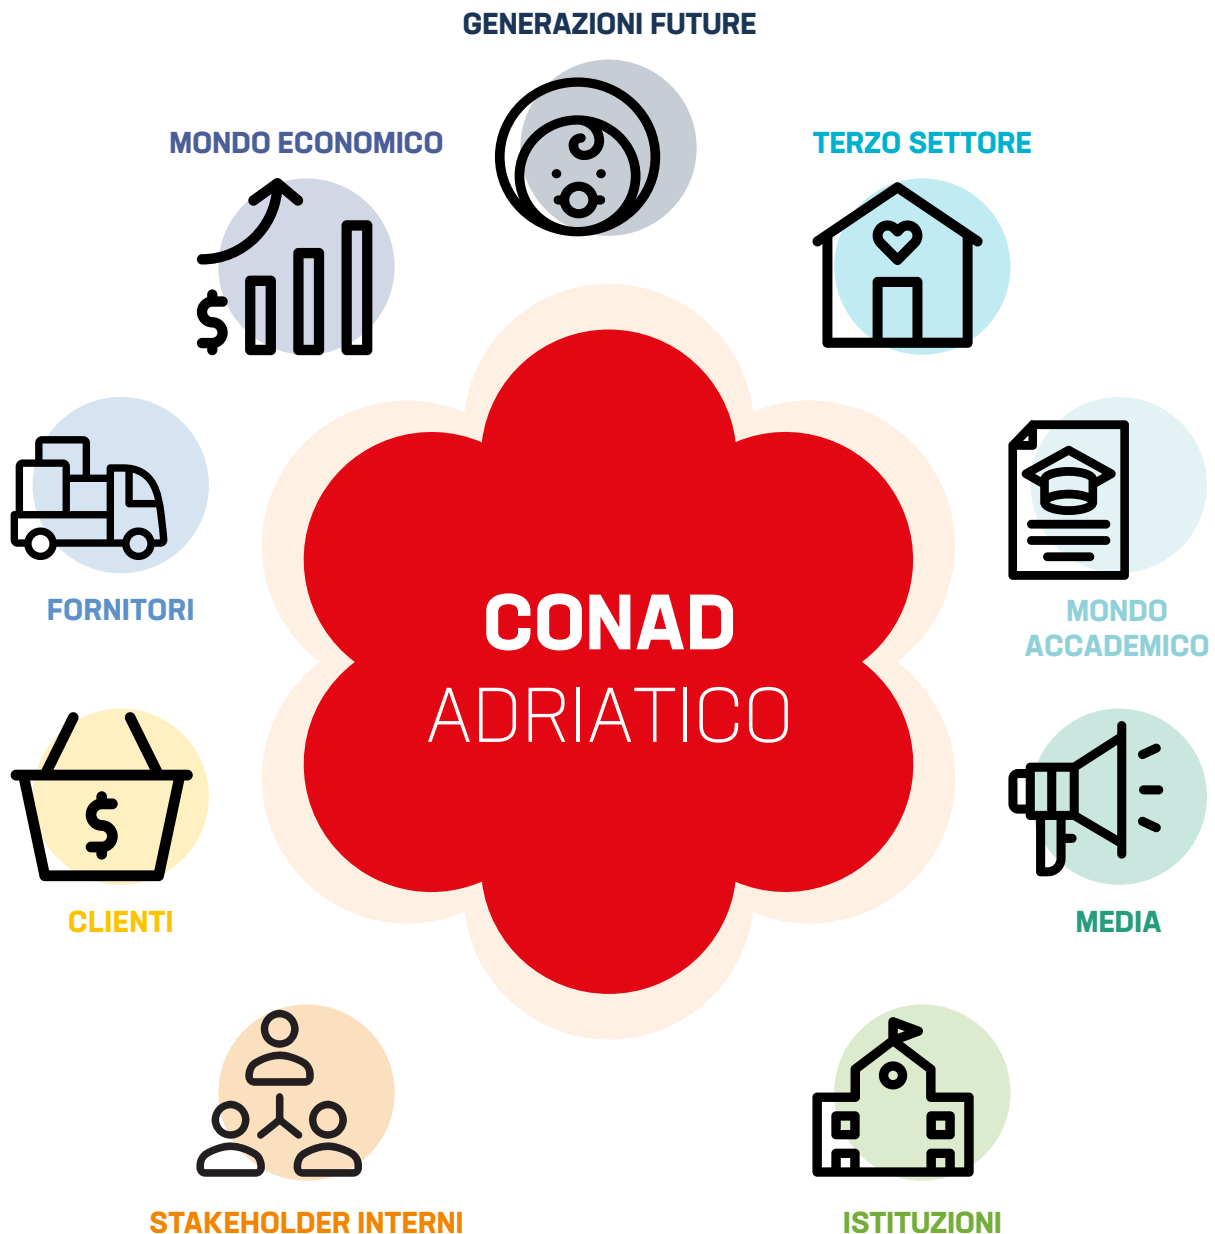 GENERAZIONI FUTURE
MONDO ECONOMICO
TERZO SETTORE
$
FORNITORI
MONDO
ACCADEMICO
CONAD
ADRIATICO
$
CLIENTI
MEDIA
STAKEHOLDER INTERNI
ISTITUZIONI